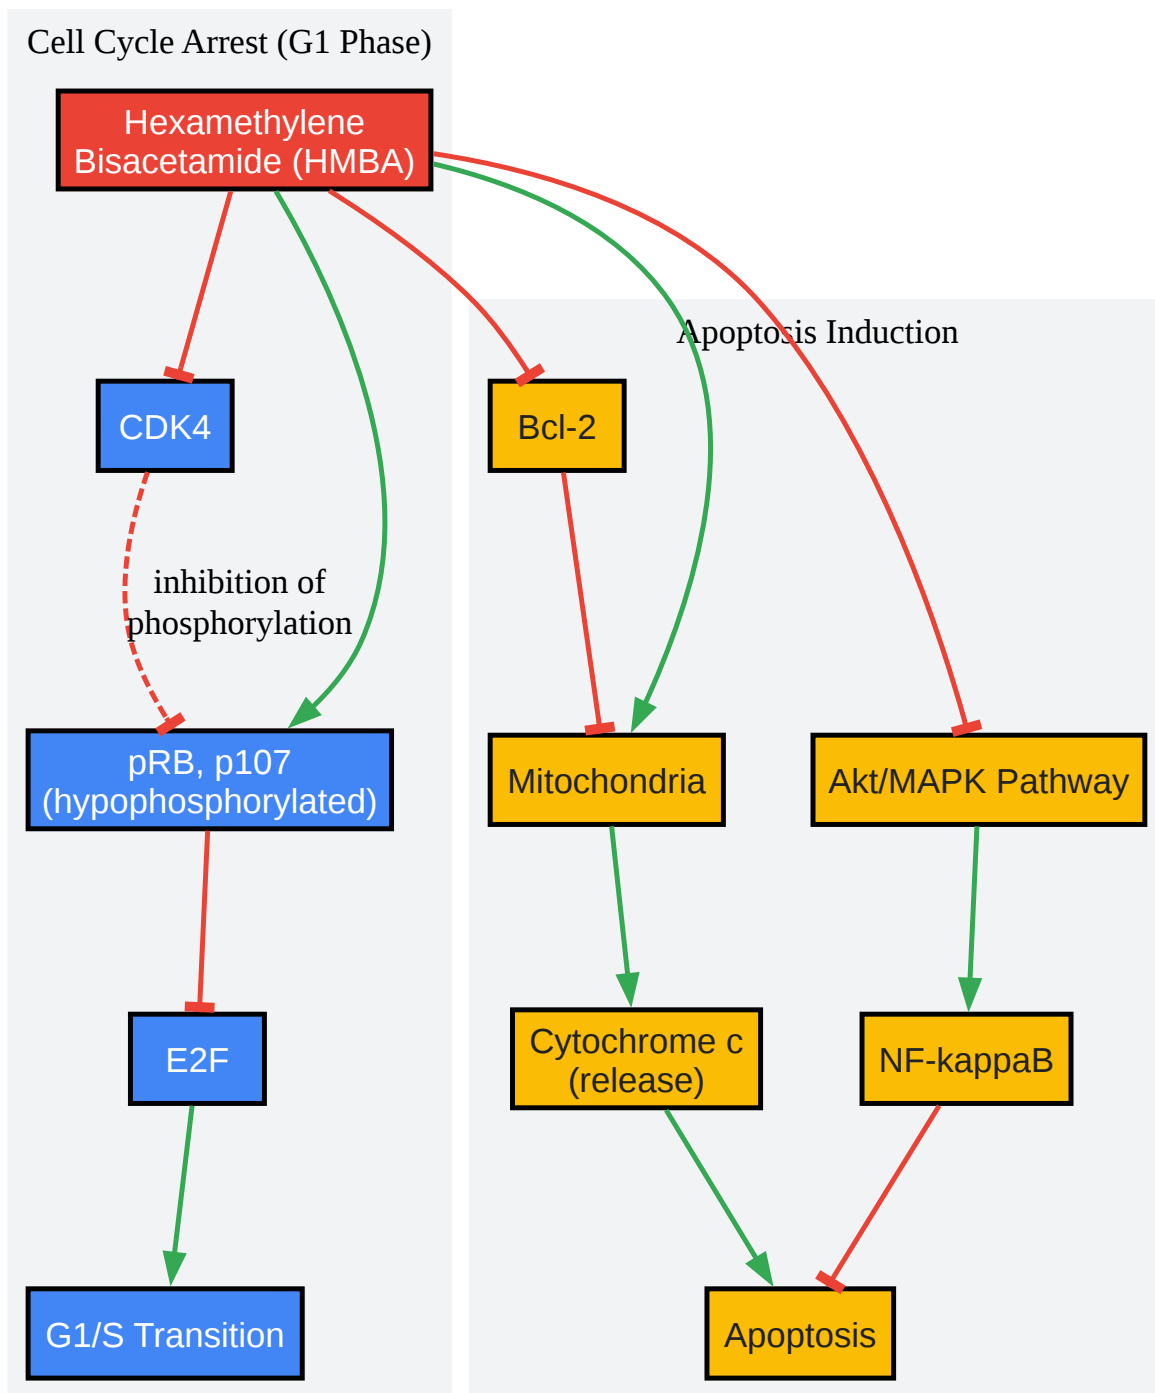 Cell Cycle Arrest (G1 Phase)
Hexamethylene
Bisacetamide (HMBA)
Apoptosis Induction
CDK4
Bcl-2
inhibition of
phosphorylation
pRB, p107
(hypophosphorylated)
Mitochondria
Akt/MAPK Pathway
E2F
Cytochrome c
(release)
NF-kappaB
G1/S Transition
Apoptosis